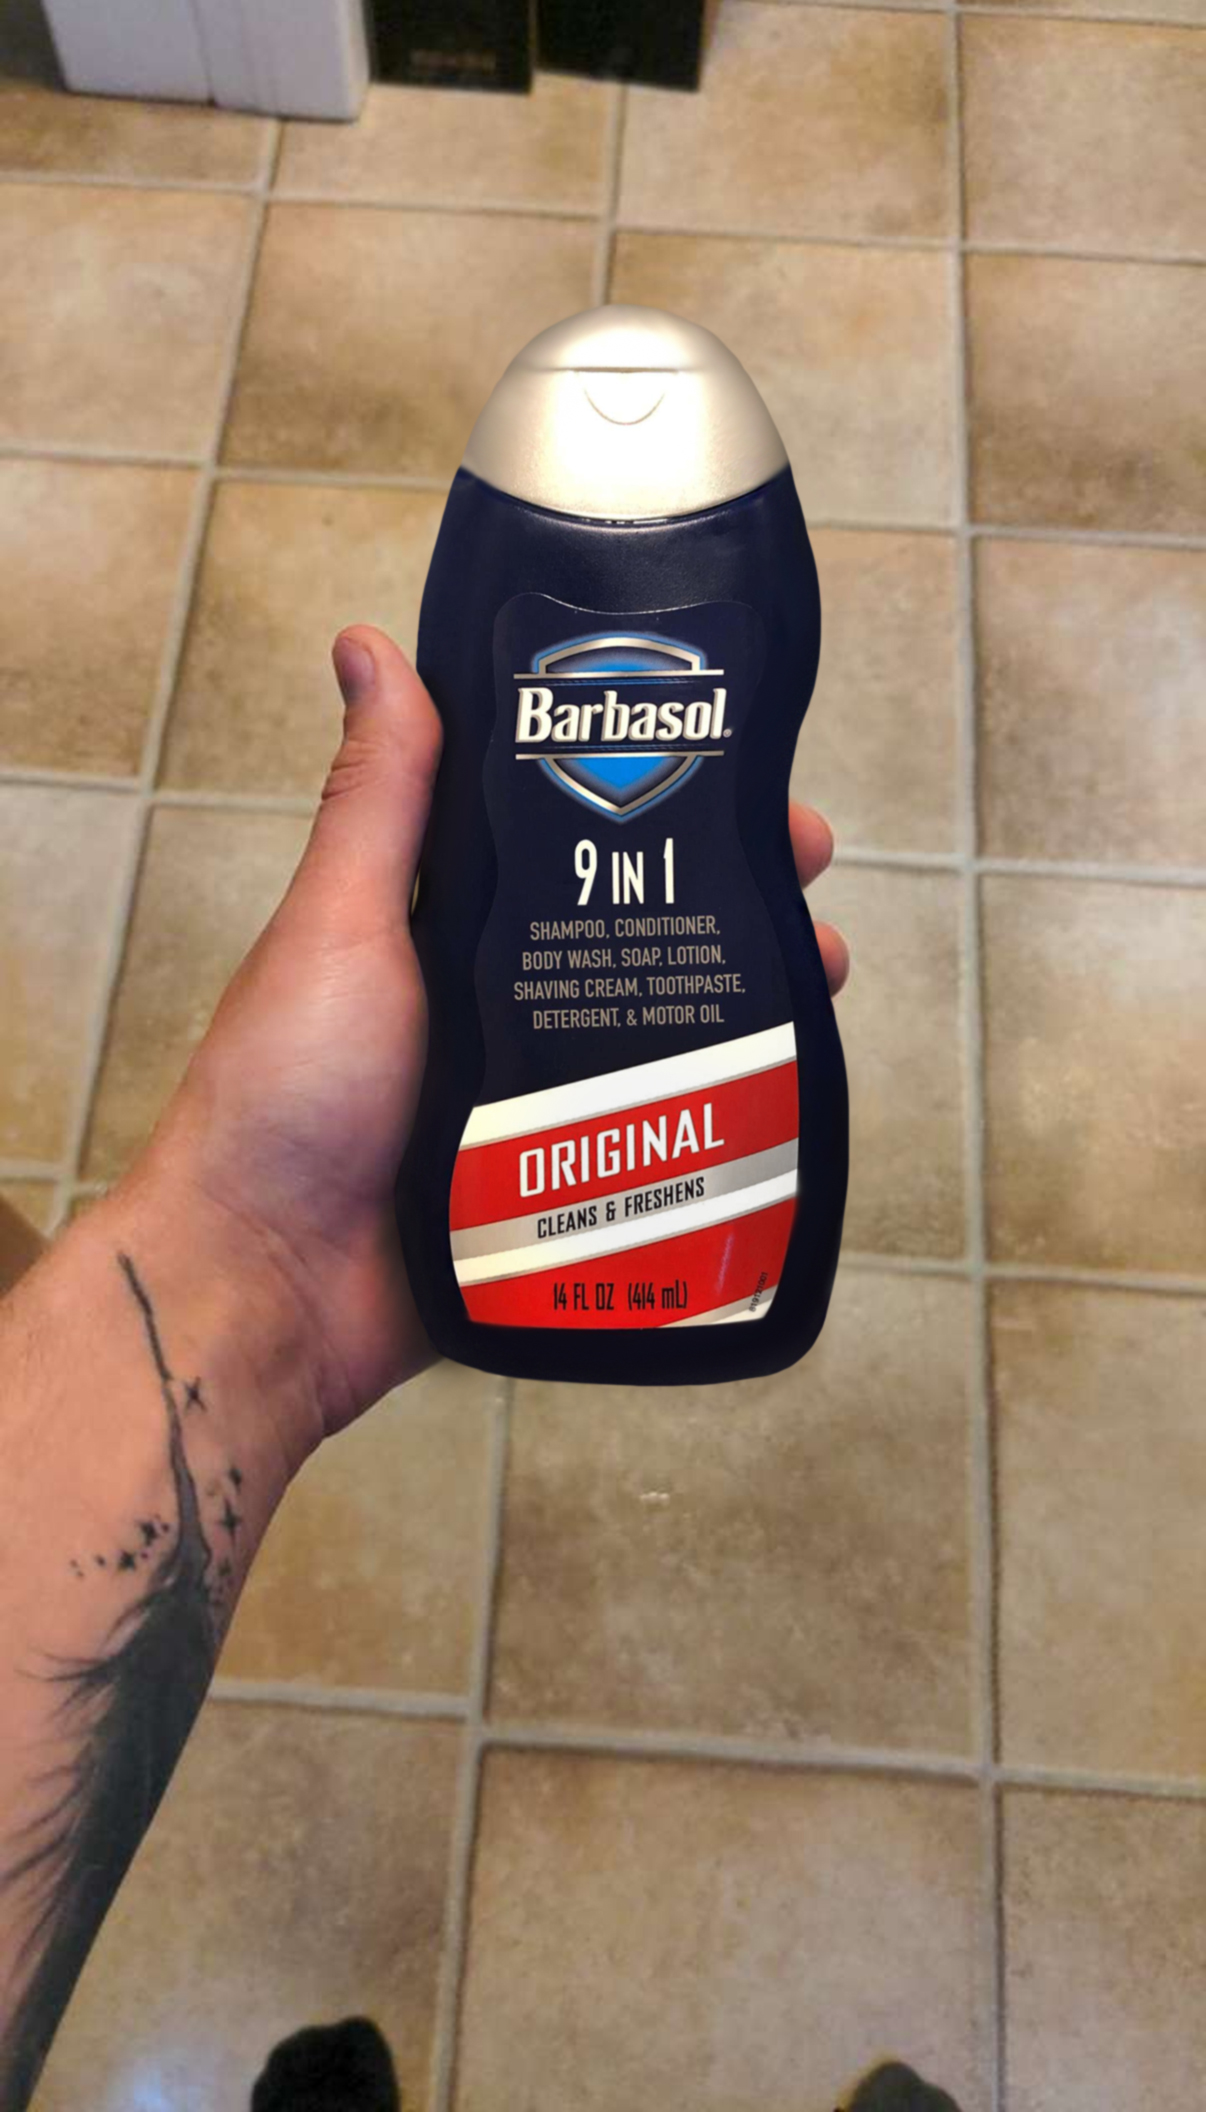 Barbasol®
9 IN 1
SHAMPOO, CONDITIONER,
BODY WASH, SOAP, LOTION,
SHAVING CREAM, TOOTHPASTE,
DETERGENT, & MOTOR OIL
ORIGINAL
CLEANS & FRESHENS
14 FL OZ (414 mL)